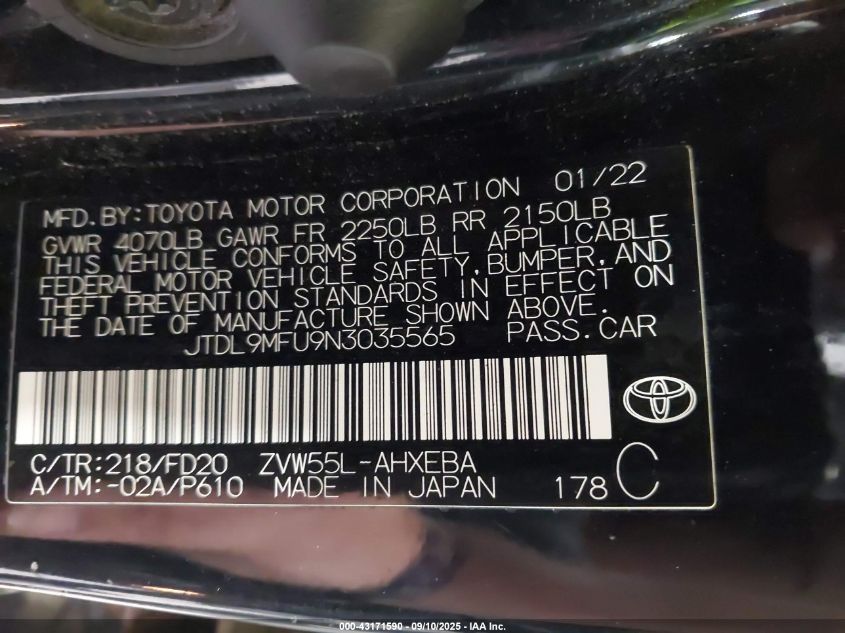 MFD.BY:TOYOTA MOTOR CORPORATION 01/22
GVWR 4070LB GAWR FR 2250LB RR 2150LB
THIS VEHICLE CONFORMS TO ALL APPLICABLE
FEDERAL MOTOR VEHICLE SAFETY,BUMPER,AND
THEFT PREVENTION STANDARDS IN EFFECT ON
THE DATE OF MANUFACTURE SHOWN ABOVE.
JTDL9MFU9N3035565 PASS.CAR
C/TR:218/FD20 ZVW55L-AHXEBA
A/TM:-02A/P610 MADE IN JAPAN 178 C
000-43171590 - 09/10/2025 - IAA Inc.